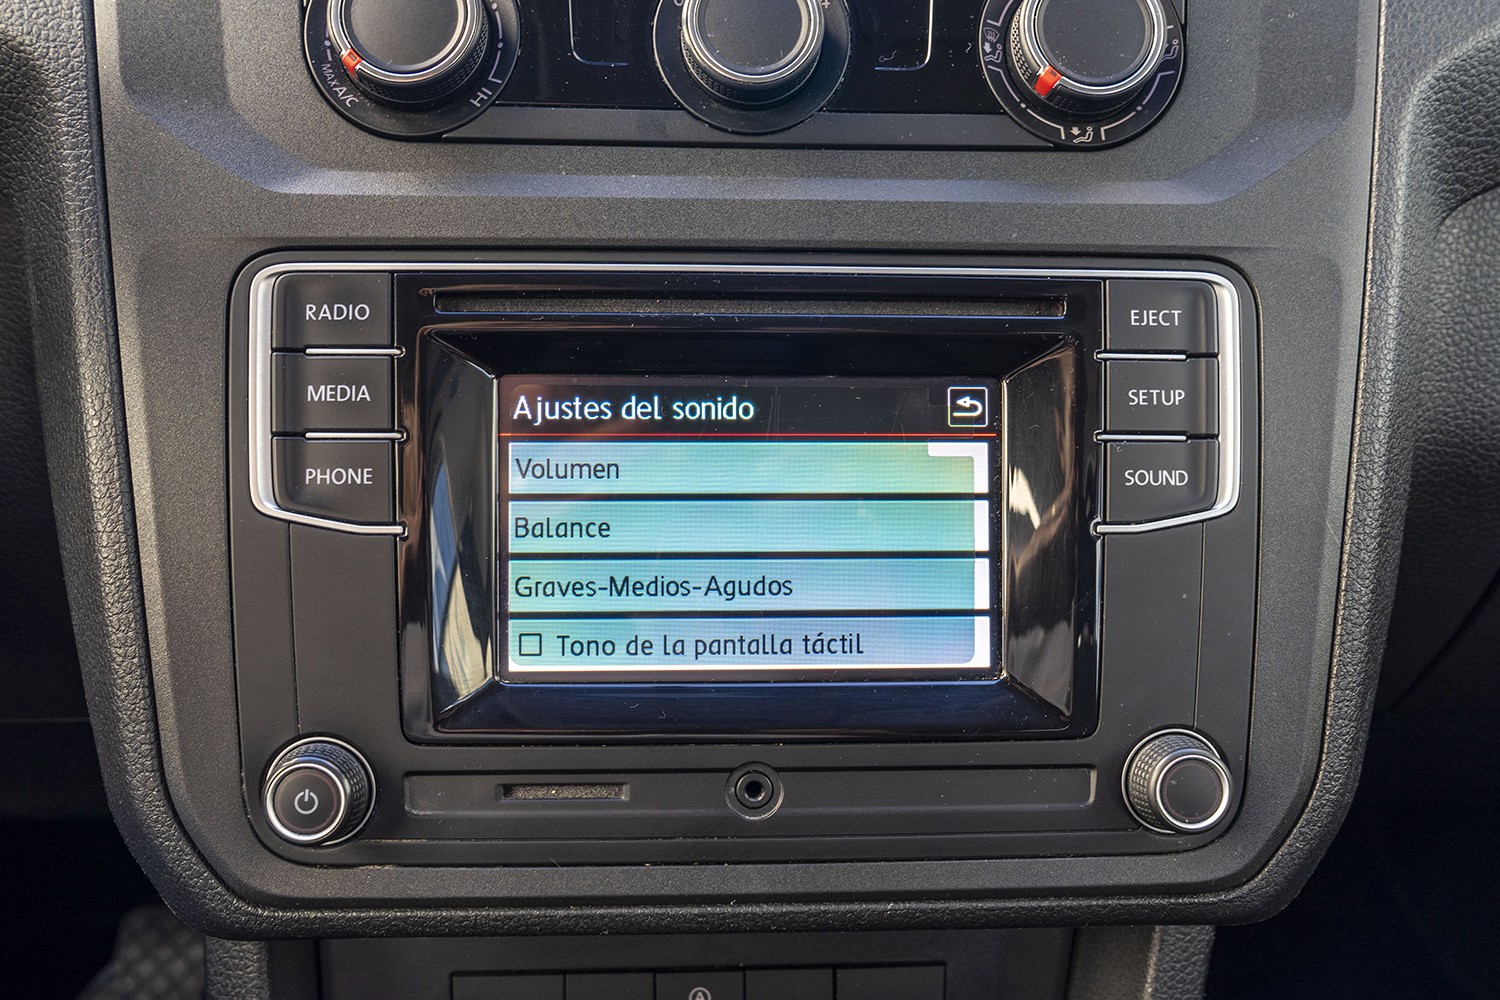 MAX A/C
HI
RADIO
MEDIA
PHONE
EJECT
SETUP
SOUND
Ajustes del sonido
Volumen
Balance
Graves-Medios-Agudos
Tono de la pantalla táctil